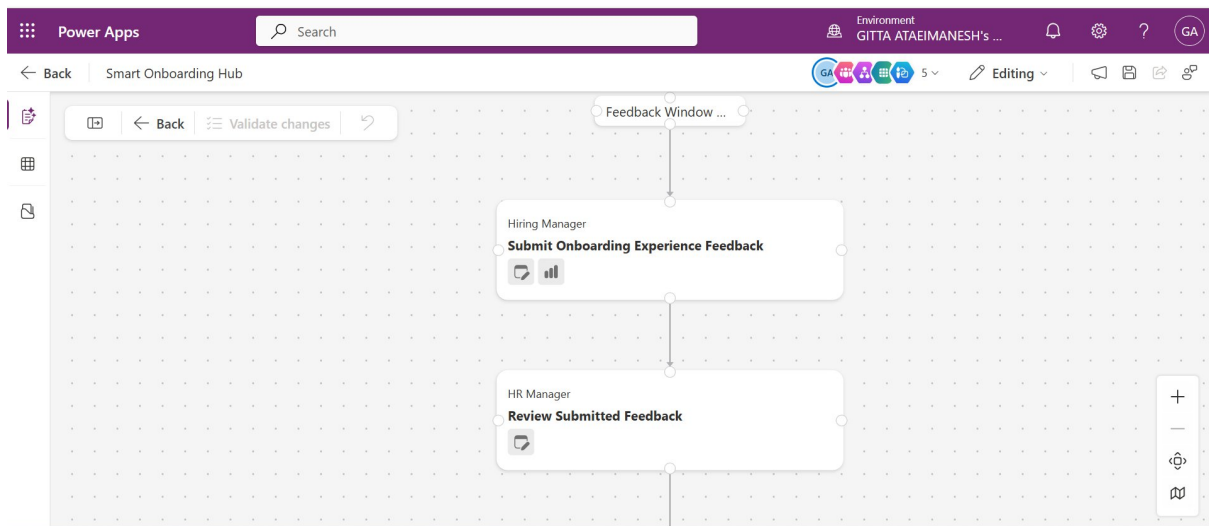 Power Apps
Search
Environment
GITTA ATAEIMANESH's ...
?
GA
Back
Smart Onboarding Hub
GA
5
Editing
Back
Validate changes
Feedback Window ...
Hiring Manager
Submit Onboarding Experience Feedback
HR Manager
Review Submitted Feedback